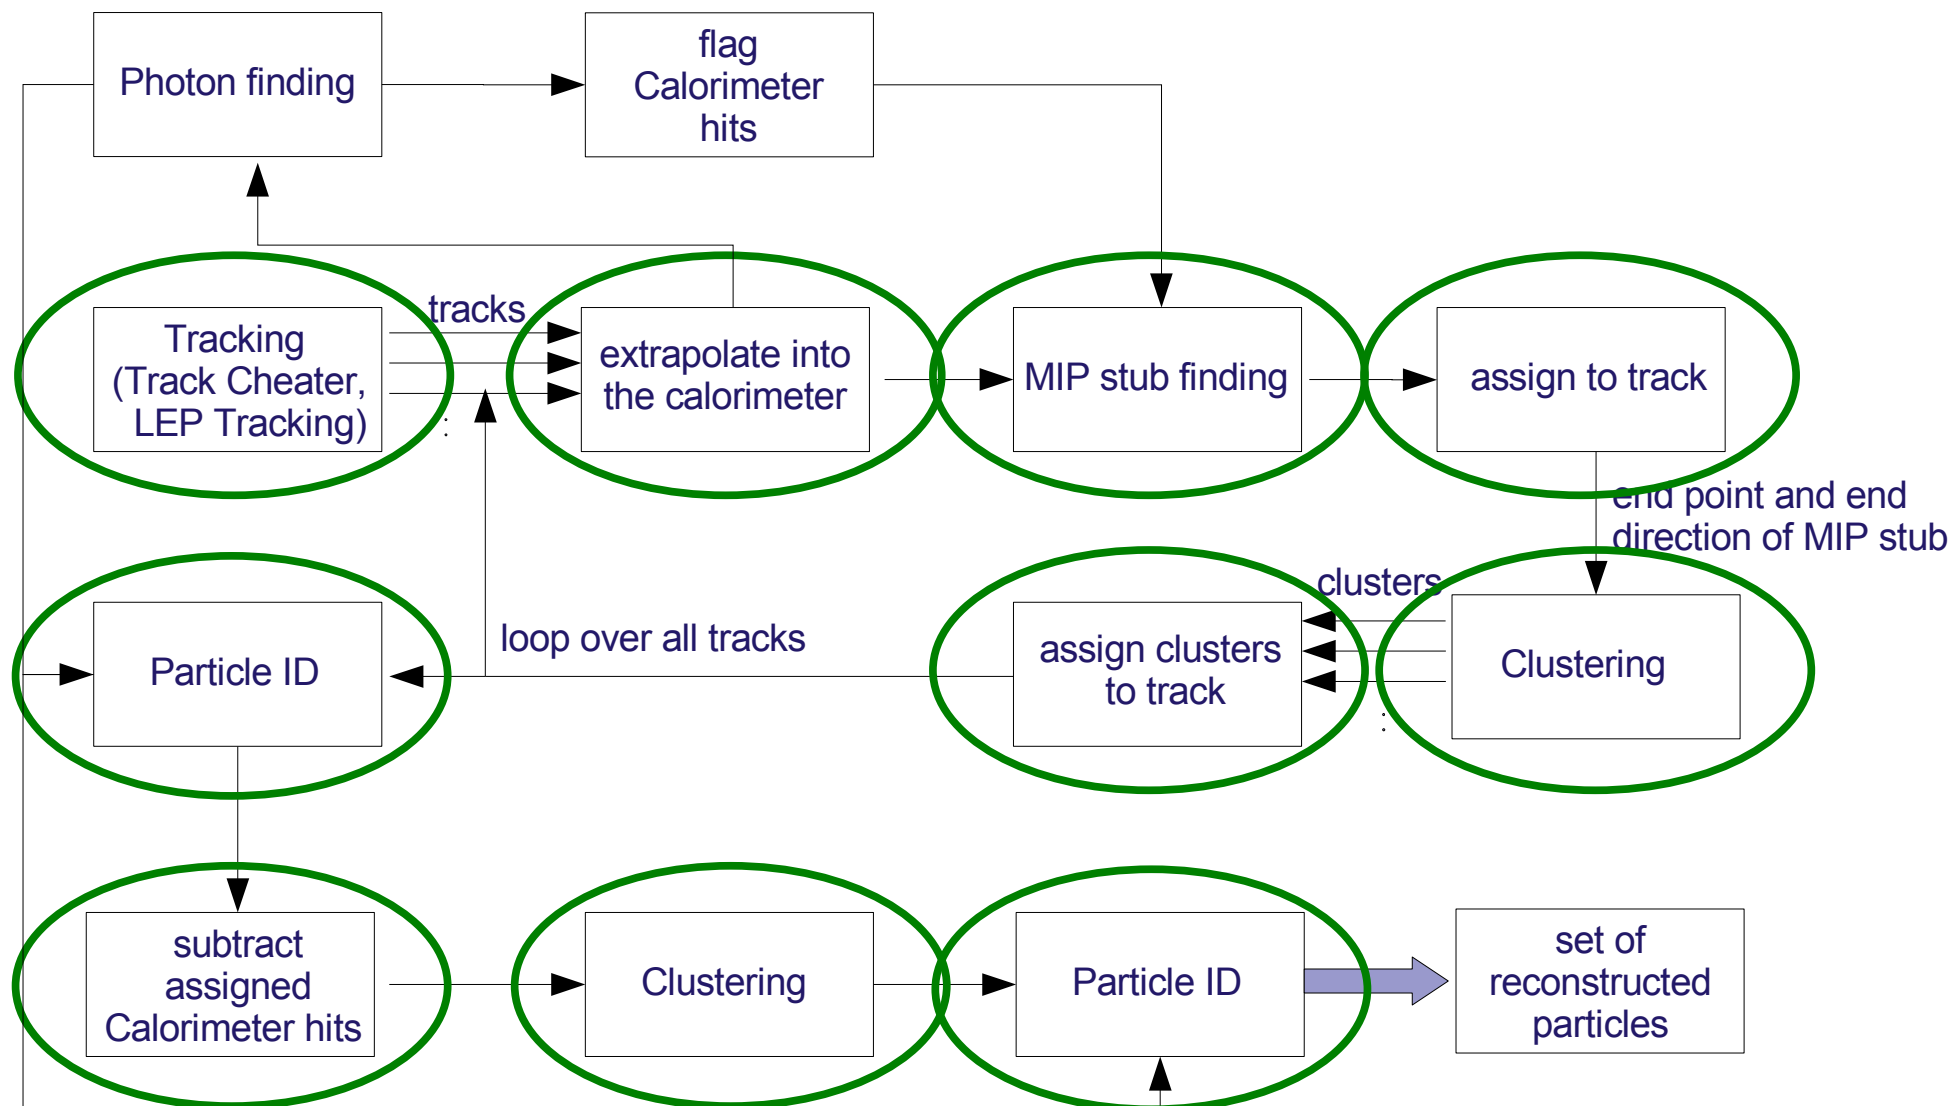 Photon finding
flag
Calorimeter
hits
tracks
Tracking
(Track Cheater,
LEP Tracking)
:
extrapolate into
the calorimeter
MIP stub finding
assign to track
end point and end
direction of MIP stub
clusters
Particle ID
loop over all tracks
assign clusters
to track
:
Clustering
subtract
assigned
Calorimeter hits
Clustering
Particle ID
set of
reconstructed
particles